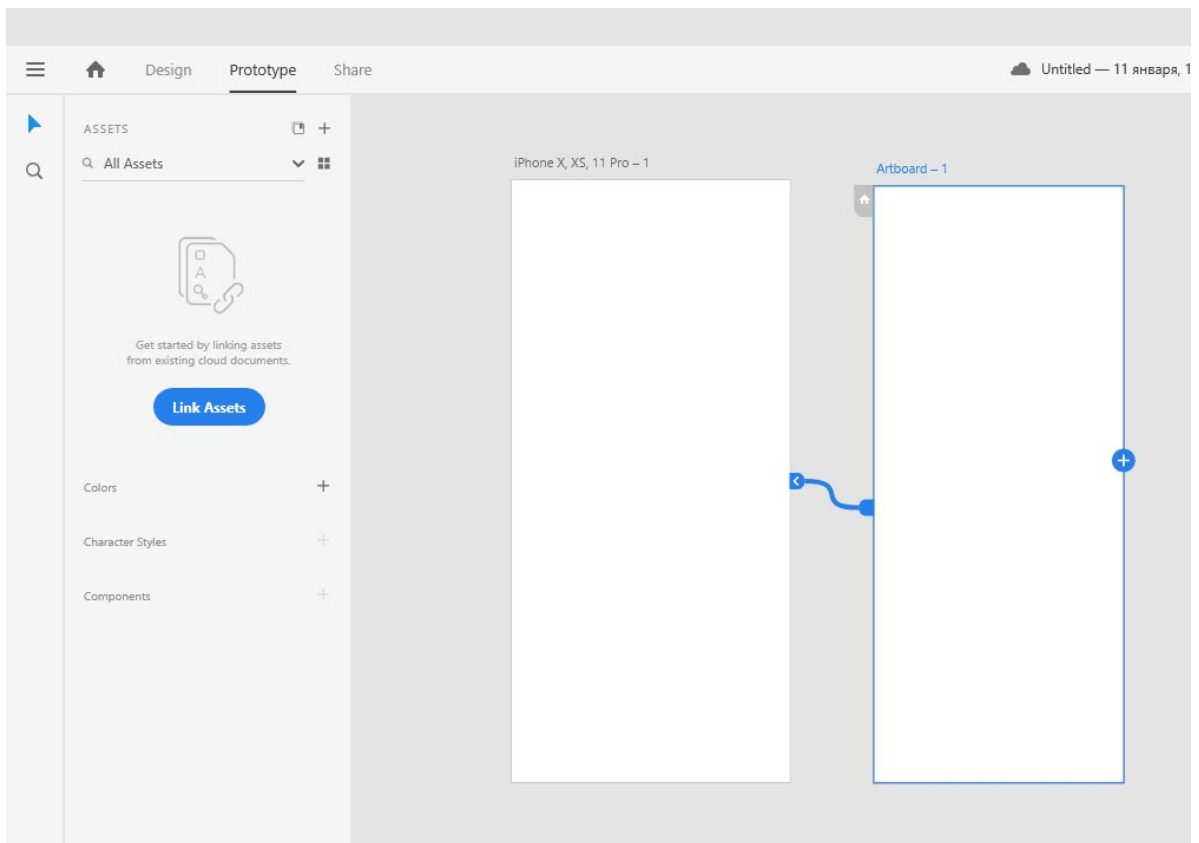 Design Prototype Share Untitled — 11 января, 1
ASSETS
All Assets
Get started by linking assets
from existing cloud documents.
Link Assets
Colors
Character Styles
Components
iPhone X, XS, 11 Pro – 1
Artboard – 1